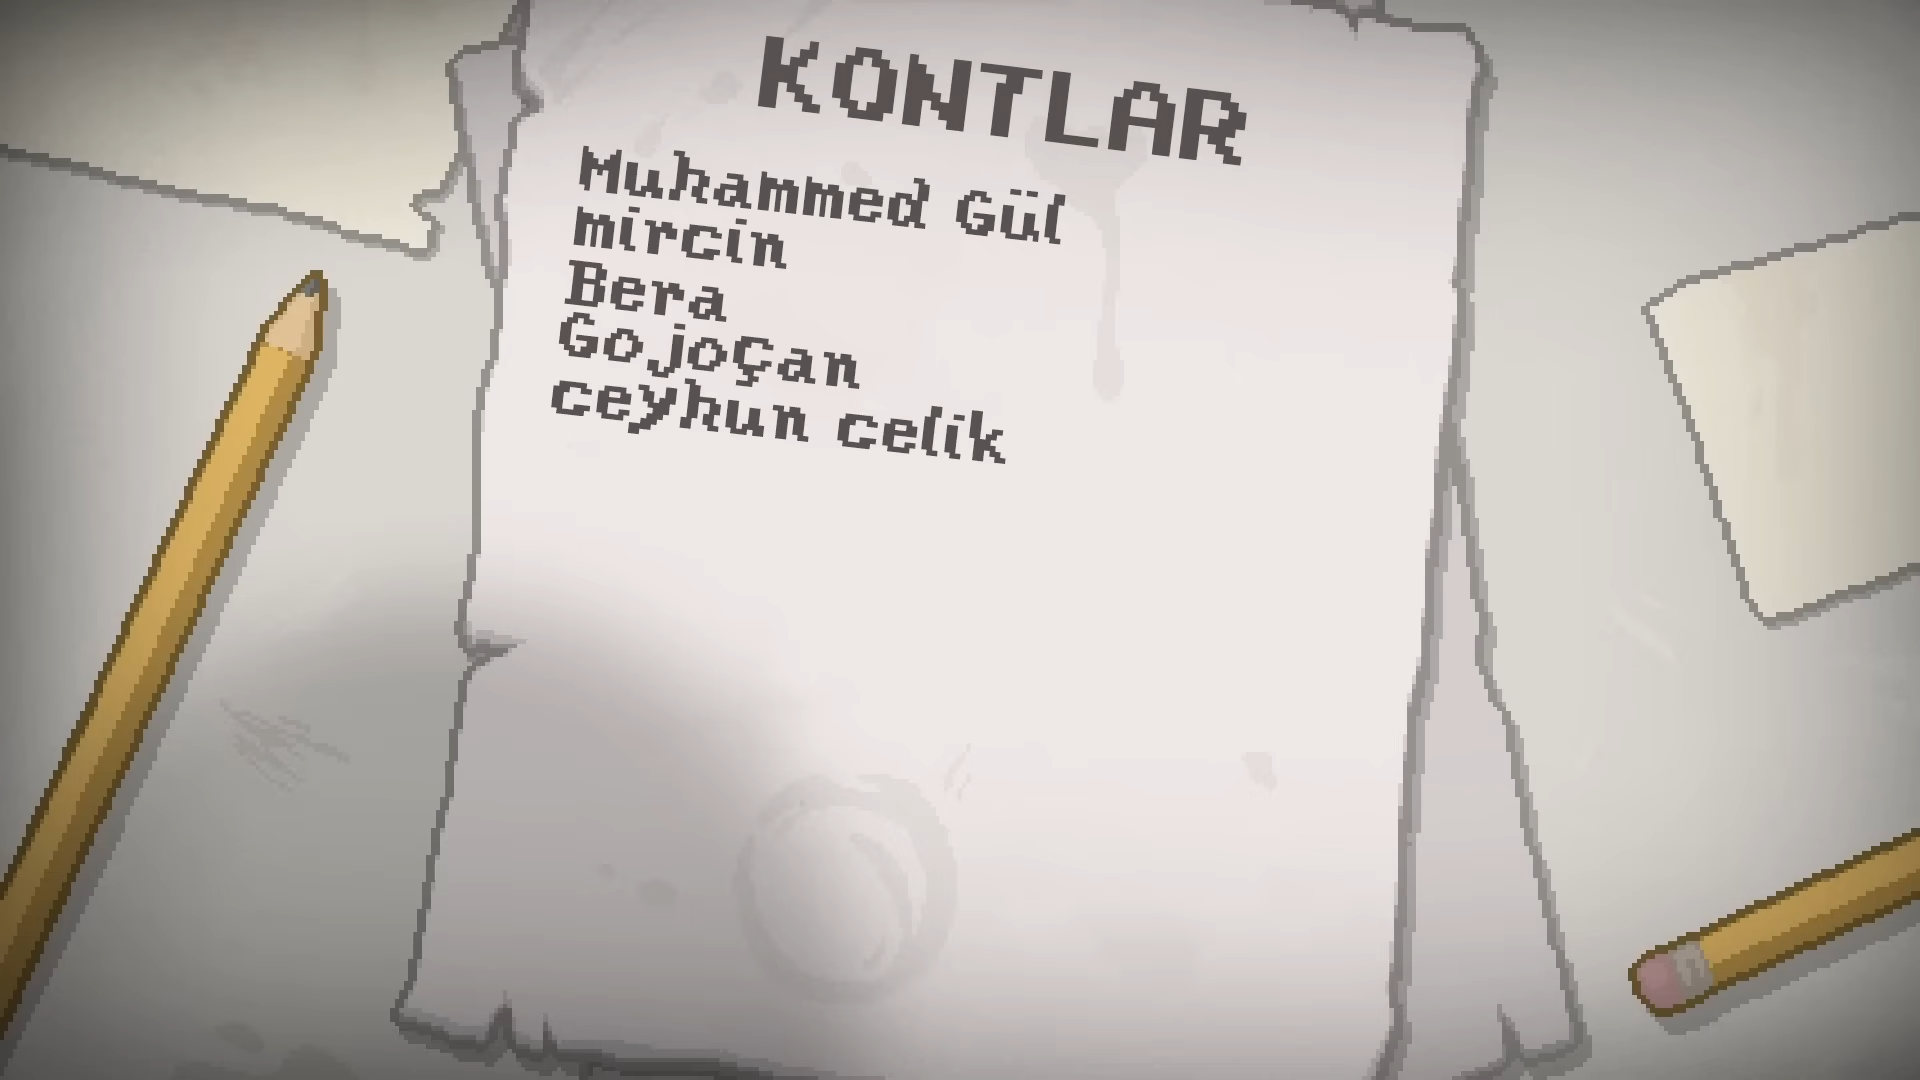 KONTLAR
Muhammed Gül
mircin
Bera
GojoÇan
ceyhun celik